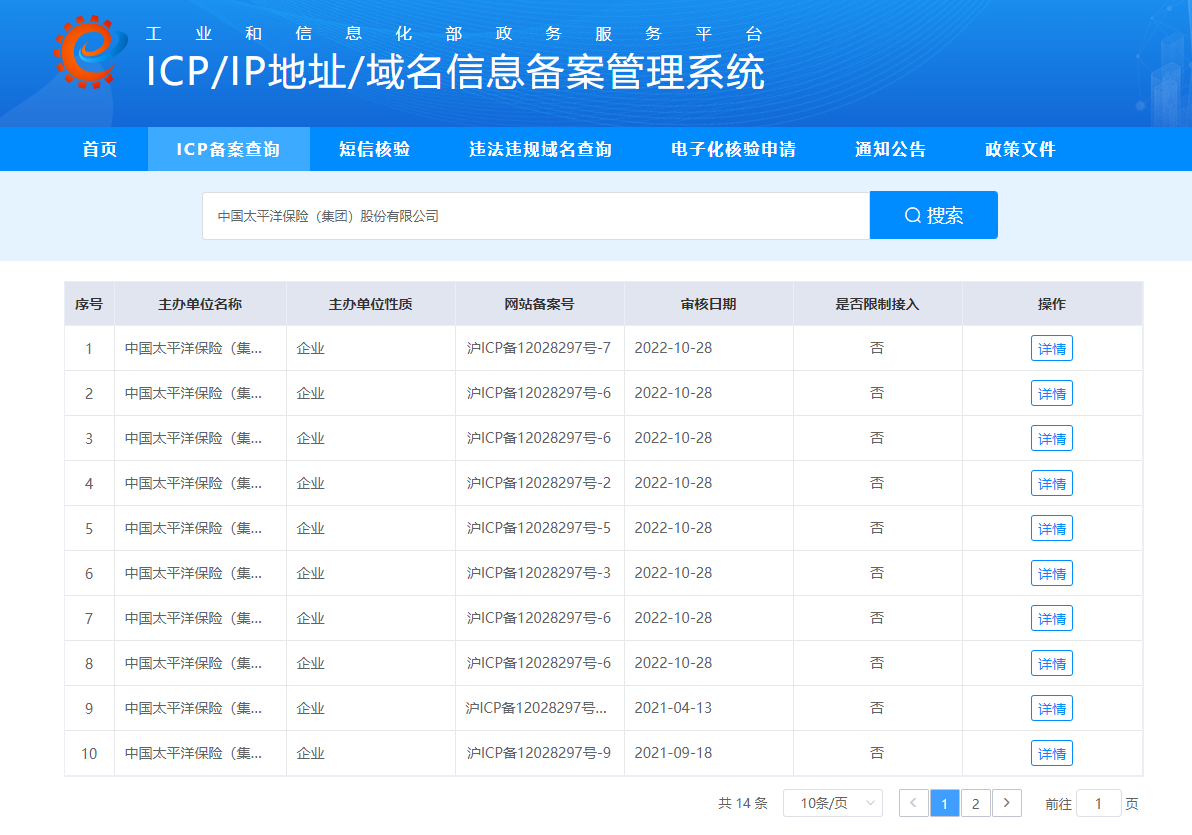 工业和信息化部政务服务平台
ICP/IP地址/域名信息备案管理系统
首页 ICP备案查询 短信核验 违法违规域名查询 电子化核验申请 通知公告 政策文件
中国太平洋保险（集团）股份有限公司 搜索
序号 主办单位名称 主办单位性质 网站备案号 审核日期 是否限制接入 操作
1 中国太平洋保险（集... 企业 沪ICP备12028297号-7 2022-10-28 否 详情
2 中国太平洋保险（集... 企业 沪ICP备12028297号-6 2022-10-28 否 详情
3 中国太平洋保险（集... 企业 沪ICP备12028297号-6 2022-10-28 否 详情
4 中国太平洋保险（集... 企业 沪ICP备12028297号-2 2022-10-28 否 详情
5 中国太平洋保险（集... 企业 沪ICP备12028297号-5 2022-10-28 否 详情
6 中国太平洋保险（集... 企业 沪ICP备12028297号-3 2022-10-28 否 详情
7 中国太平洋保险（集... 企业 沪ICP备12028297号-6 2022-10-28 否 详情
8 中国太平洋保险（集... 企业 沪ICP备12028297号-6 2022-10-28 否 详情
9 中国太平洋保险（集... 企业 沪ICP备12028297号... 2021-04-13 否 详情
10 中国太平洋保险（集... 企业 沪ICP备12028297号-9 2021-09-18 否 详情
共 14 条 10条/页 1 2 前往 1 页